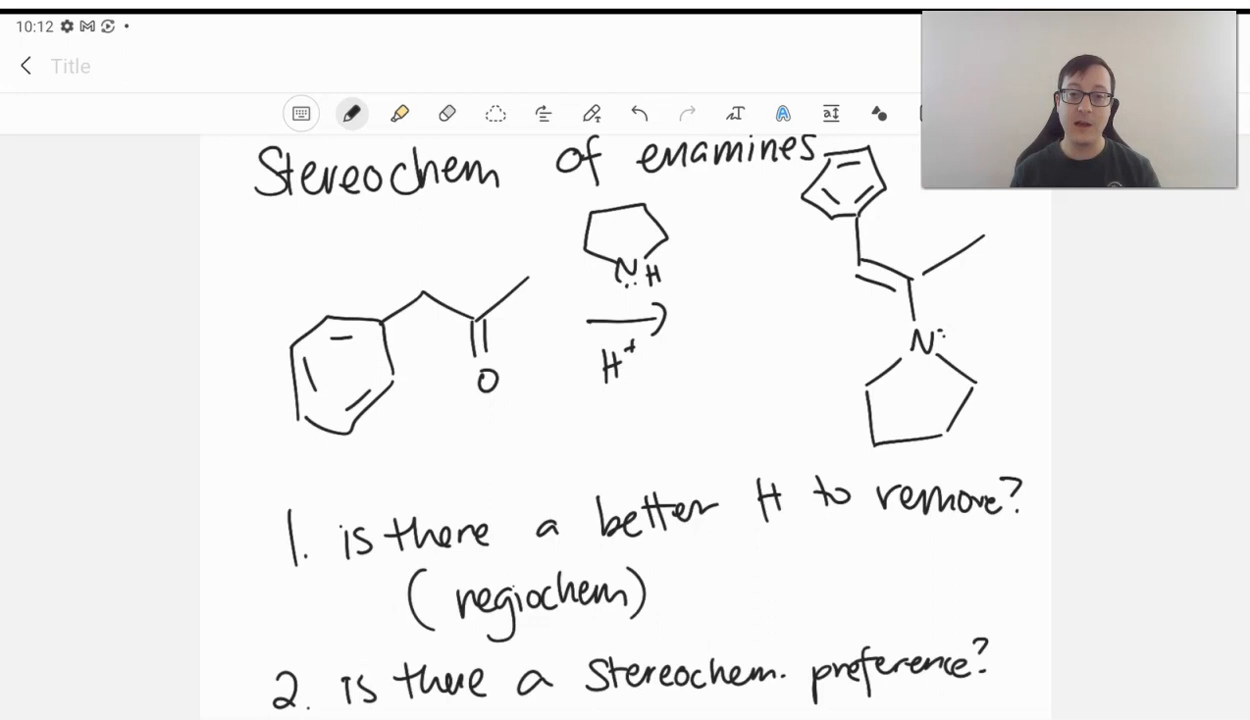 10:12
Title
Stereochem of enamines
N H
H+
O
N
1. is there a better H to remove?
(regiochem)
2. is there a stereochem. preference?